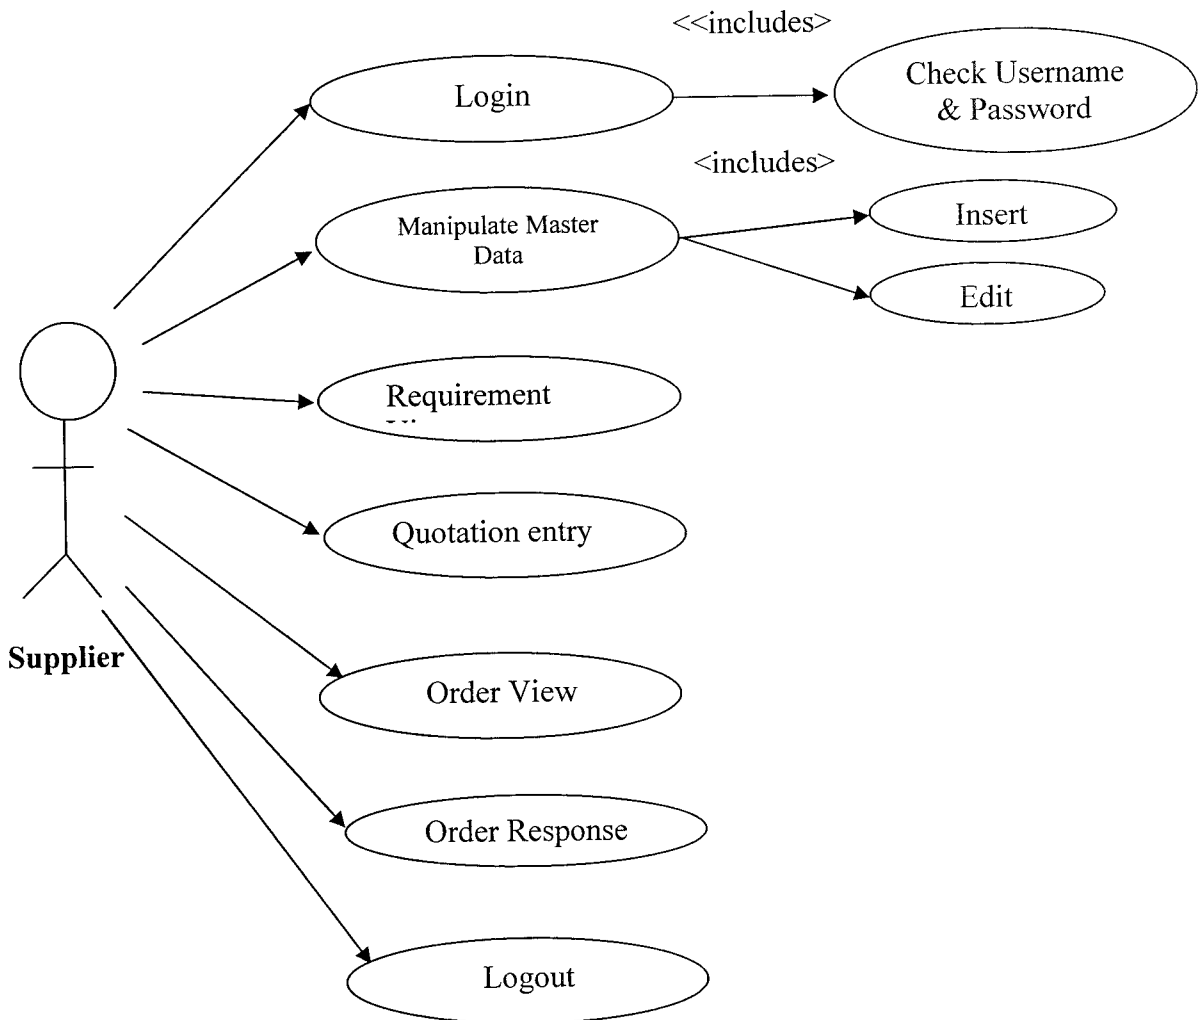 <<includes>
Login
Check Username
& Password
<includes>
Manipulate Master
Data
Insert
Edit
Requirement
Quotation entry
Supplier
Order View
Order Response
Logout